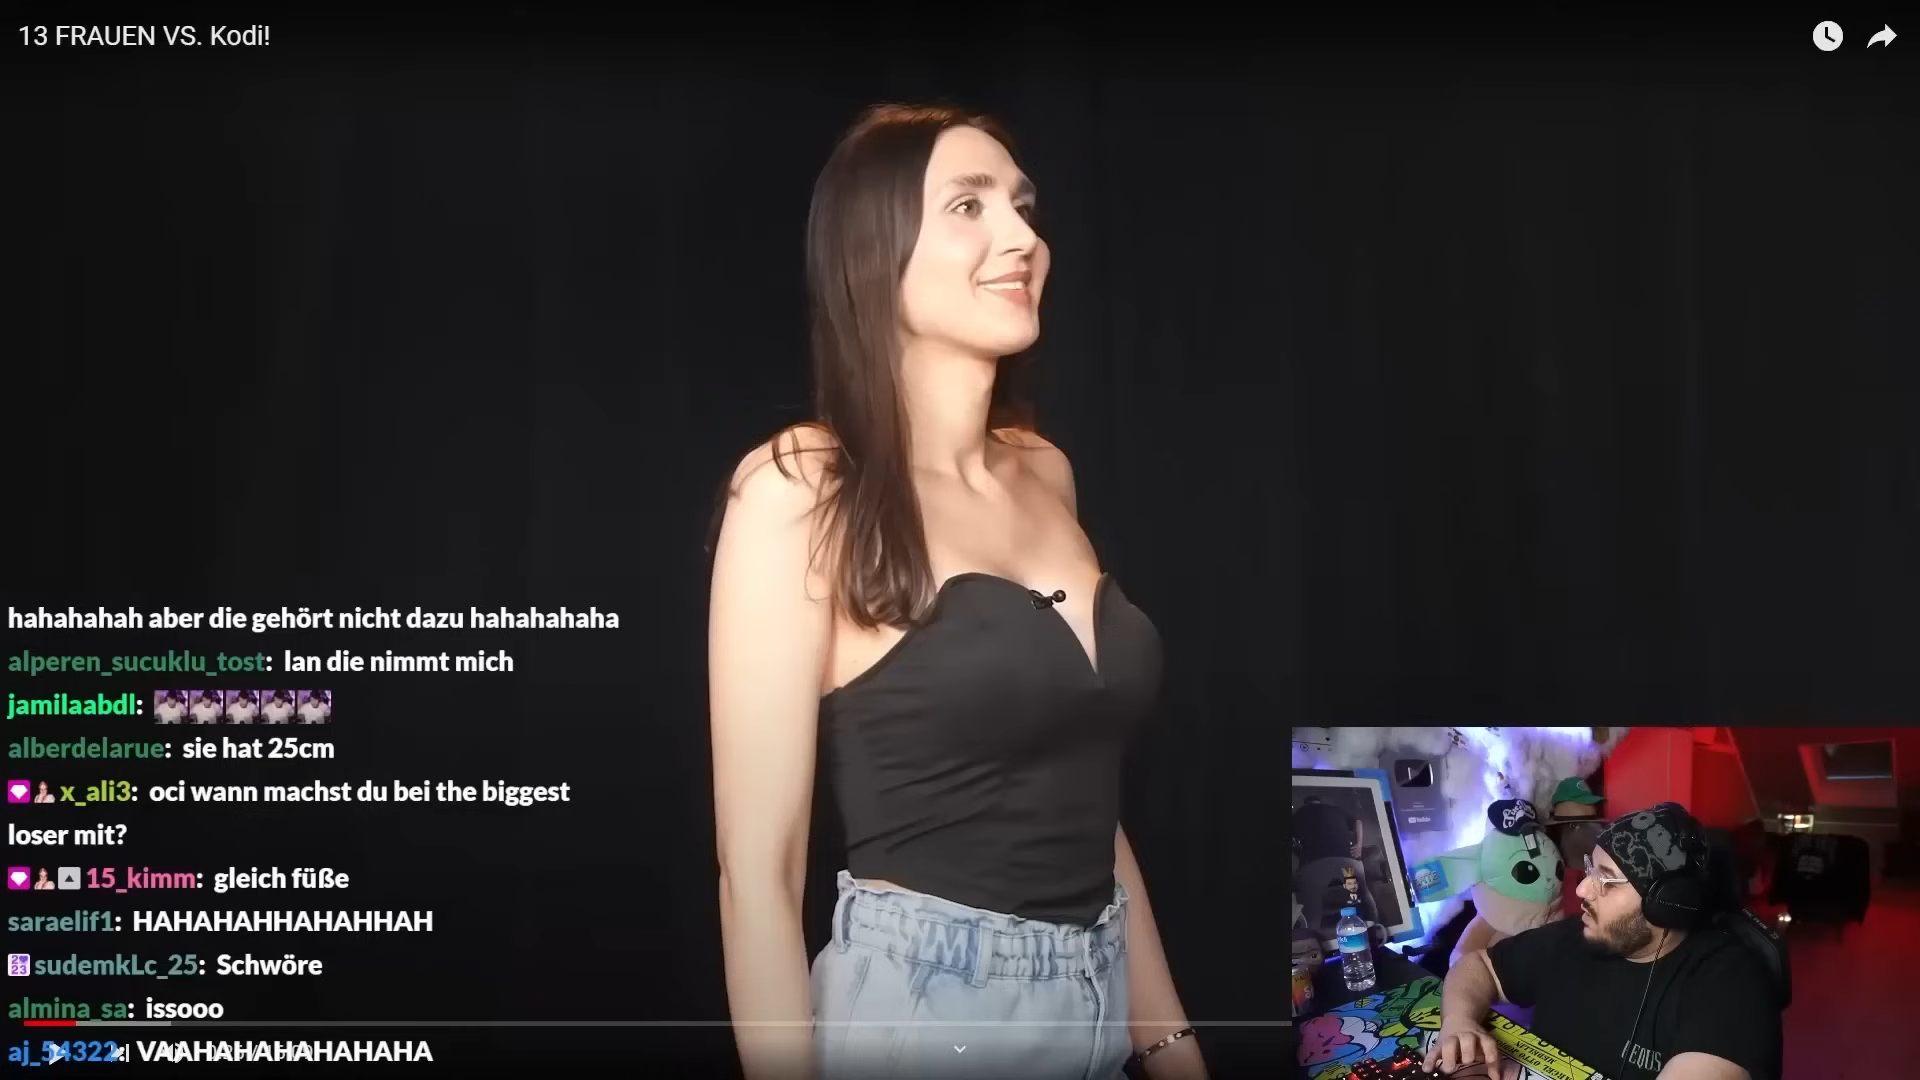 13 FRAUEN VS. Kodi!
hahahahah aber die gehört nicht dazu hahahahaha
alperen_sucuklu_tost: lan die nimmt mich
jamilaabdl:
alberdelarue: sie hat 25cm
x_ali3: oci wann machst du bei the biggest
loser mit?
15_kimm: gleich füße
saraelif1: HAHAHAHHAHAHHAH
sudemkLc_25: Schwöre
almina_sa: issooo
aj_54322: VAAHAHAHAHAHAHA